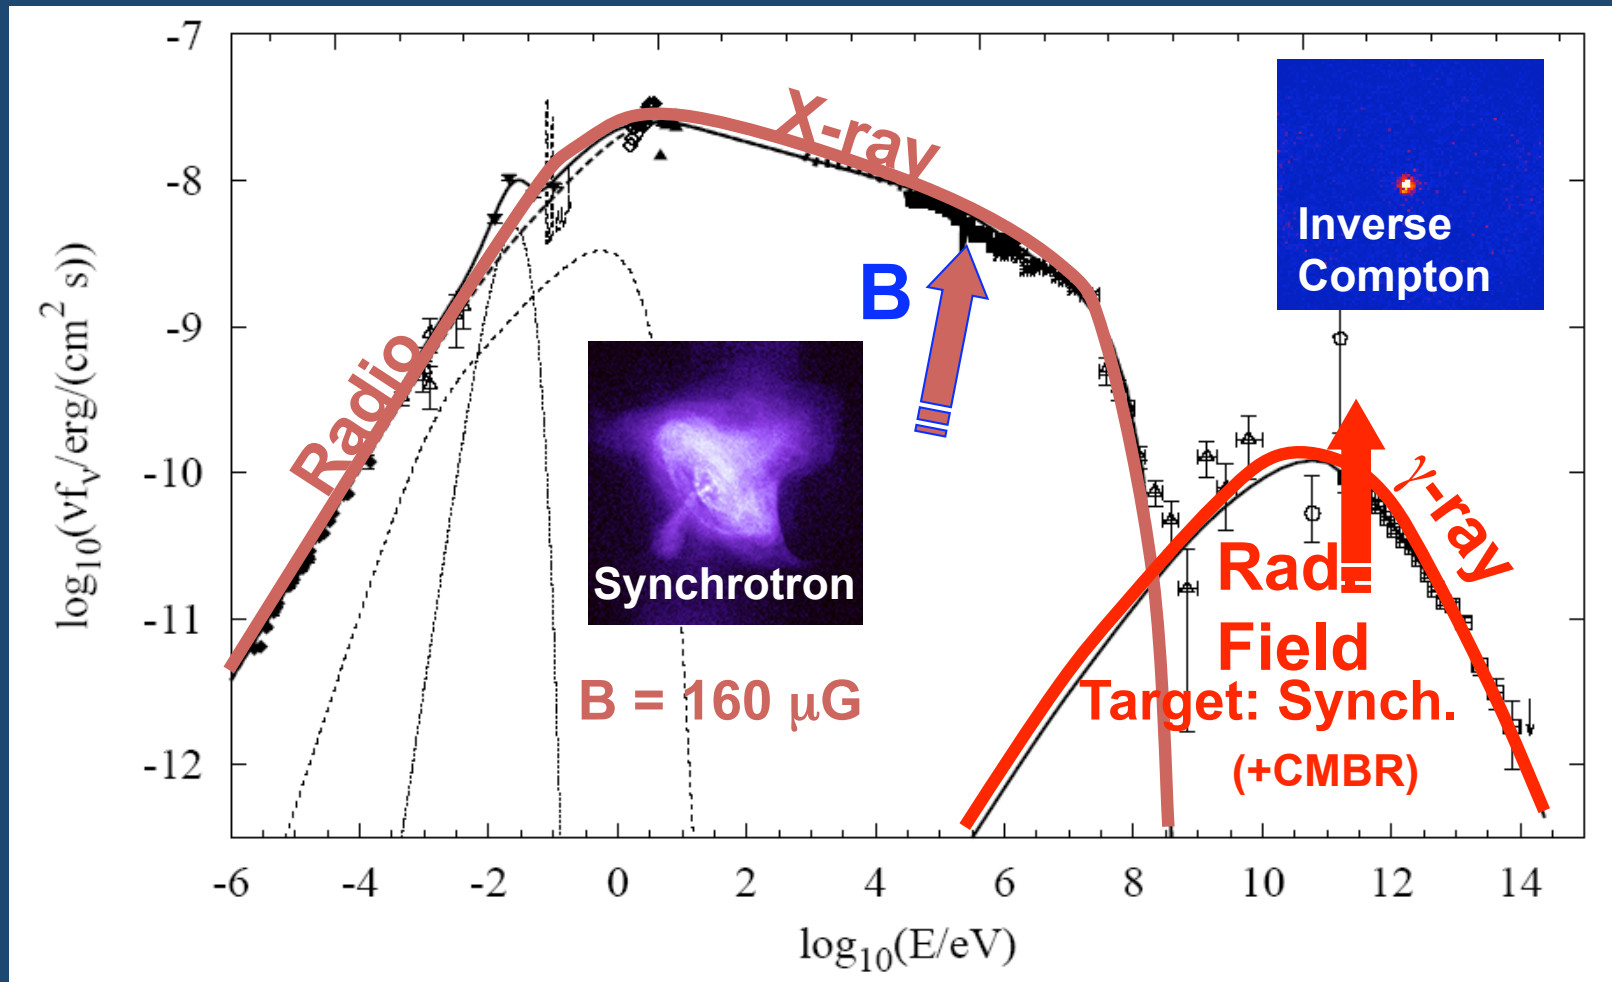 -7
-8
-9
-10
-11
-12
log10(νfν/erg/(cm2 s))
-6 -4 -2 0 2 4 6 8 10 12 14
log10(E/eV)
Radio
X-ray
γ-ray
B
Synchrotron
B = 160 μG
Inverse
Compton
Rad.
Field
Target: Synch.
(+CMBR)